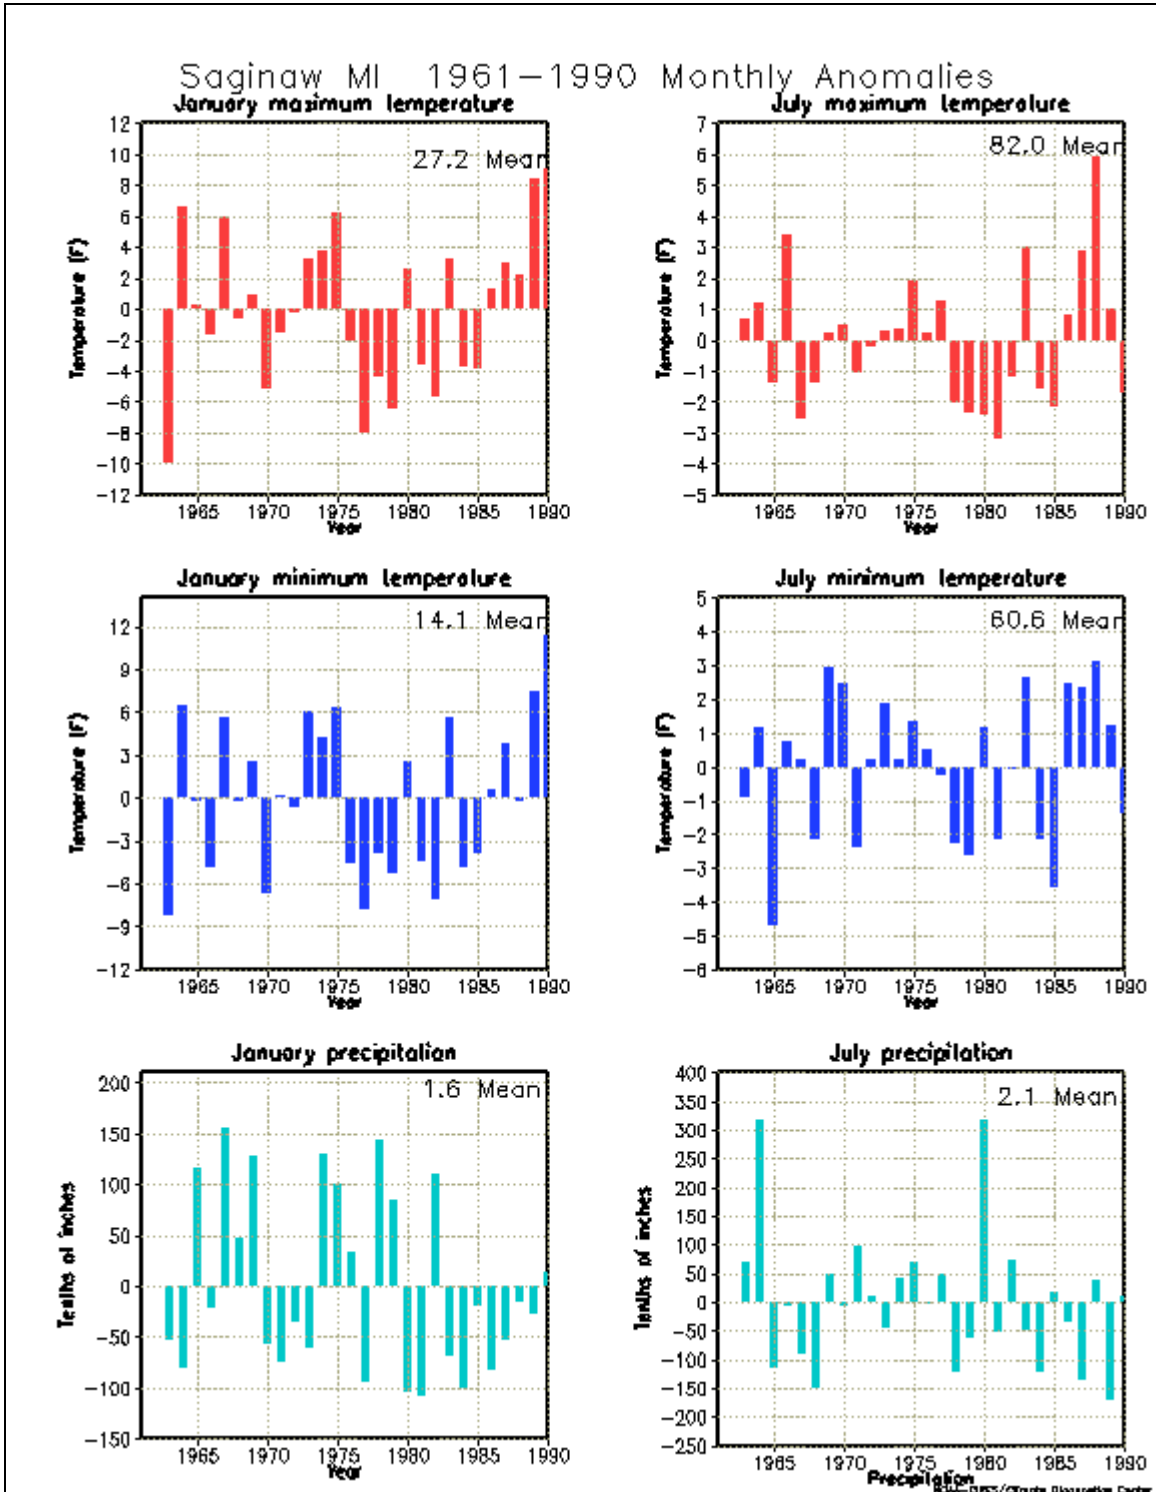 Saginaw MI 1961-1990 Monthly Anomalies
January maximum temperature
27.2 Mean
Temperature (F)
12
10
8
6
4
2
0
-2
-4
-6
-8
-10
-12
1965 1970 1975 1980 1985 1990
Year
July maximum temperature
82.0 Mean
Temperature (F)
7
6
5
4
3
2
1
0
-1
-2
-3
-4
-5
1965 1970 1975 1980 1985 1990
Year
January minimum temperature
14.1 Mean
Temperature (F)
12
9
6
3
0
-3
-6
-9
-12
1965 1970 1975 1980 1985 1990
Year
July minimum temperature
60.6 Mean
Temperature (F)
5
4
3
2
1
0
-1
-2
-3
-4
-5
-6
1965 1970 1975 1980 1985 1990
Year
January precipitation
1.6 Mean
Tenths of inches
200
150
100
50
0
-50
-100
-150
1965 1970 1975 1980 1985 1990
Year
July precipitation
2.1 Mean
Tenths of inches
400
350
300
250
200
150
100
50
0
-50
-100
-150
-200
-250
1965 1970 1975 1980 1985 1990
Precipitation